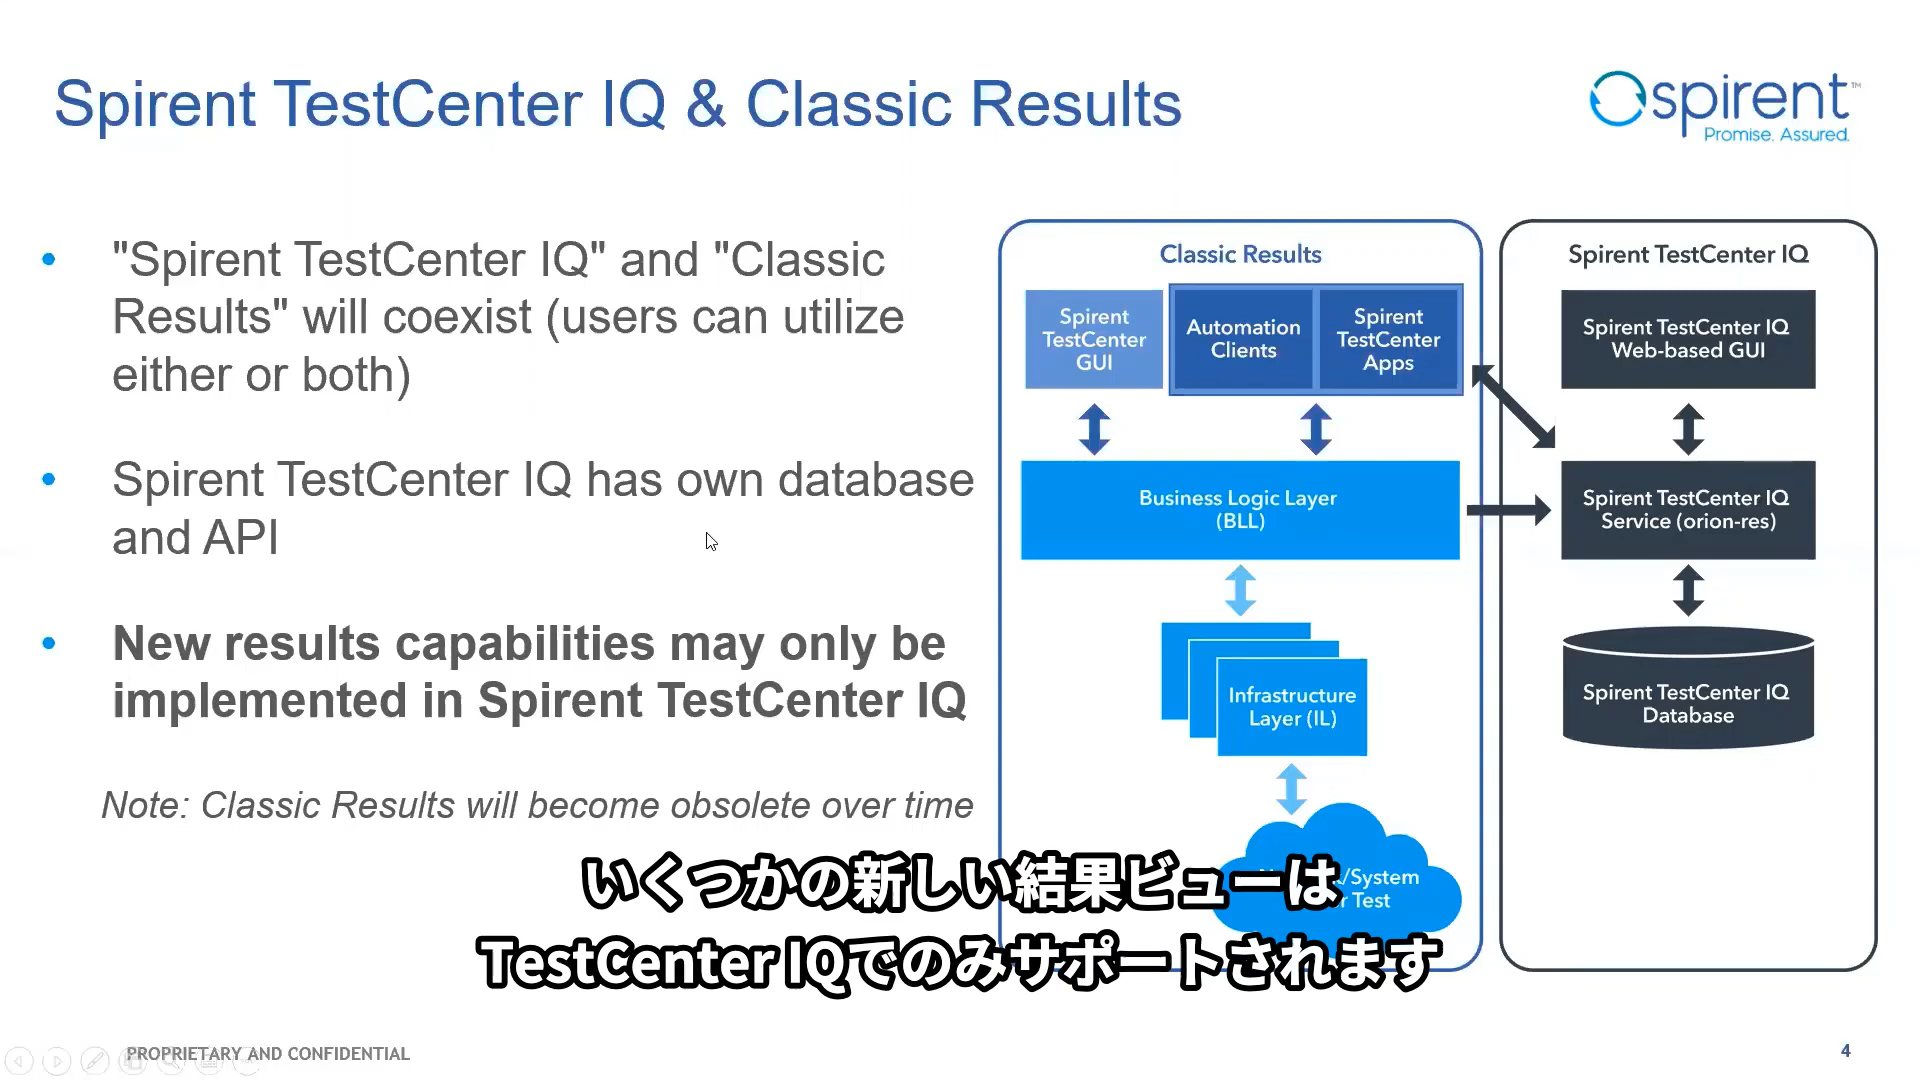 Spirent TestCenter IQ & Classic Results
spirent™
Promise. Assured.
• "Spirent TestCenter IQ" and "Classic
Results" will coexist (users can utilize
either or both)
• Spirent TestCenter IQ has own database
and API
• New results capabilities may only be
implemented in Spirent TestCenter IQ
Note: Classic Results will become obsolete over time
Classic Results
Spirent
TestCenter
GUI
Automation
Clients
Spirent
TestCenter
Apps
Business Logic Layer
(BLL)
Infrastructure
Layer (IL)
/System
Test
Spirent TestCenter IQ
Spirent TestCenter IQ
Web-based GUI
Spirent TestCenter IQ
Service (orion-res)
Spirent TestCenter IQ
Database
いくつかの新しい結果ビューは
TestCenter IQでのみサポートされます
PROPRIETARY AND CONFIDENTIAL
4